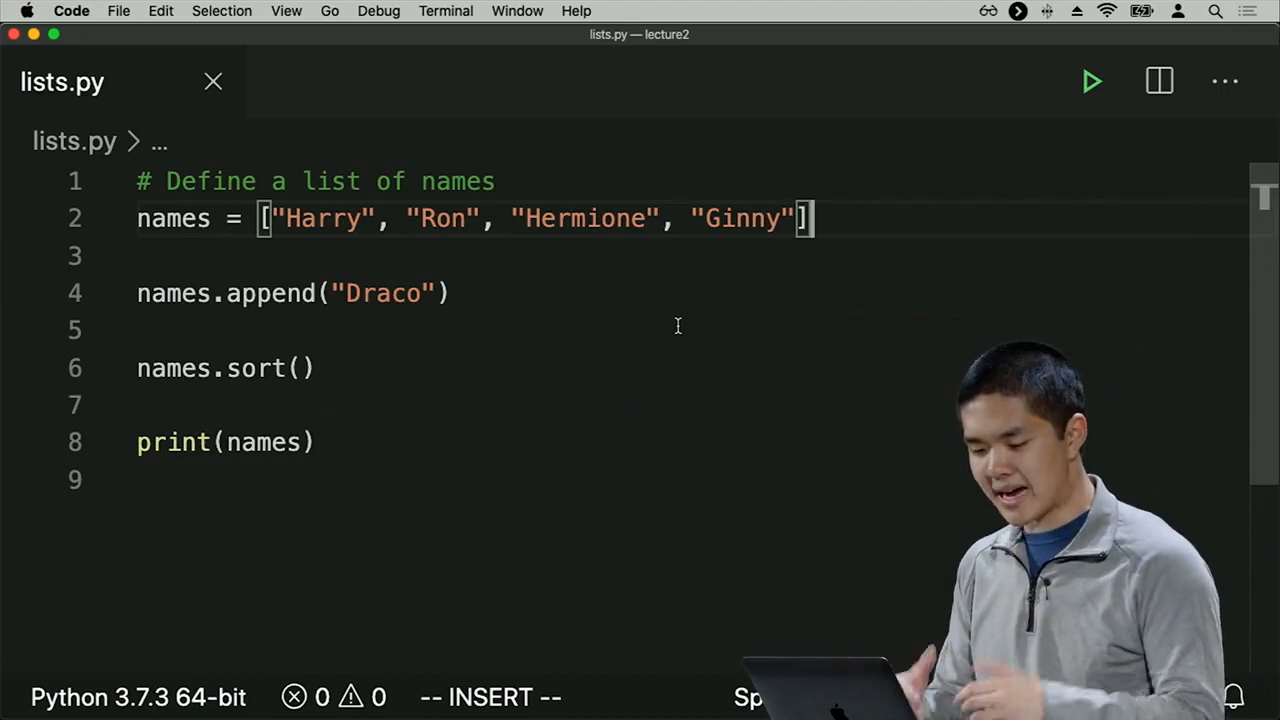 Code File Edit Selection View Go Debug Terminal Window Help
lists.py — lecture2
lists.py
lists.py > ...
1 # Define a list of names
2 names = ["Harry", "Ron", "Hermione", "Ginny"]
3
4 names.append("Draco")
5
6 names.sort()
7
8 print(names)
9
Python 3.7.3 64-bit 0 0 -- INSERT --